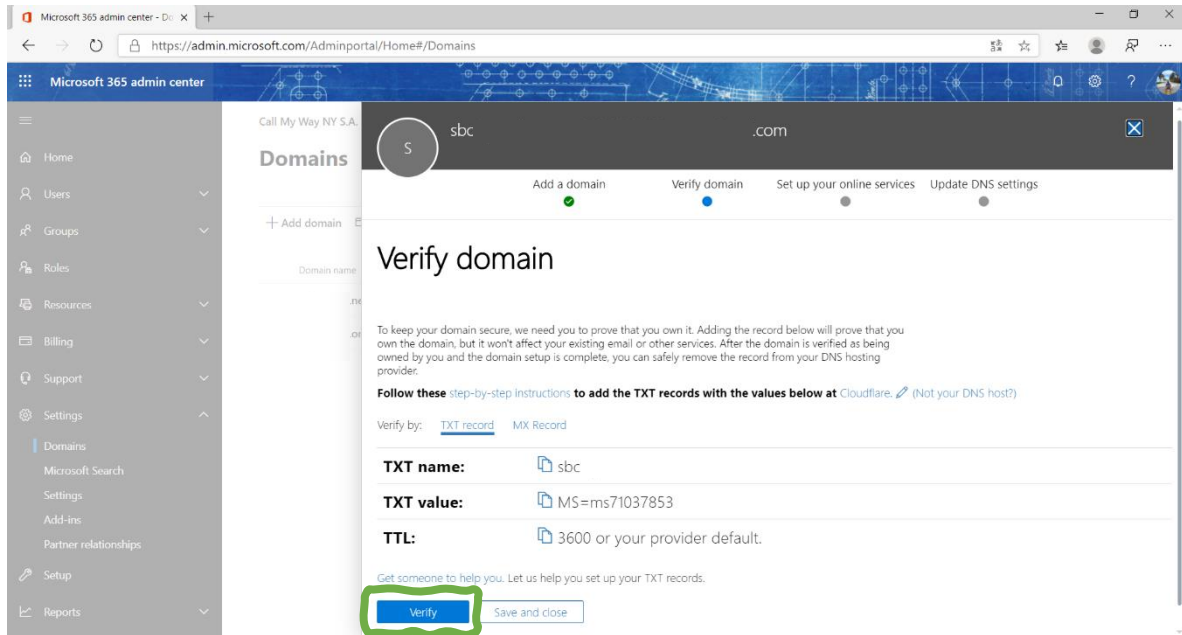 Microsoft 365 admin center - Do
https://admin.microsoft.com/Adminportal/Home#/Domains
Microsoft 365 admin center
?
Home
Users
Groups
Roles
Resources
Billing
Support
Settings
Domains
Microsoft Search
Settings
Add-ins
Partner relationships
Setup
Reports
Call My Way NY S.A.
Domains
Add domain
Domain name
.ne
.or
S
sbc .com
Add a domain
Verify domain
Set up your online services
Update DNS settings
Verify domain
To keep your domain secure, we need you to prove that you own it. Adding the record below will prove that you
own the domain, but it won't affect your existing email or other services. After the domain is verified as being
owned by you and the domain setup is complete, you can safely remove the record from your DNS hosting
provider.
Follow these step-by-step instructions to add the TXT records with the values below at Cloudflare. (Not your DNS host?)
Verify by: TXT record MX Record
TXT name: sbc
TXT value: MS=ms71037853
TTL: 3600 or your provider default.
Get someone to help you. Let us help you set up your TXT records.
Verify Save and close